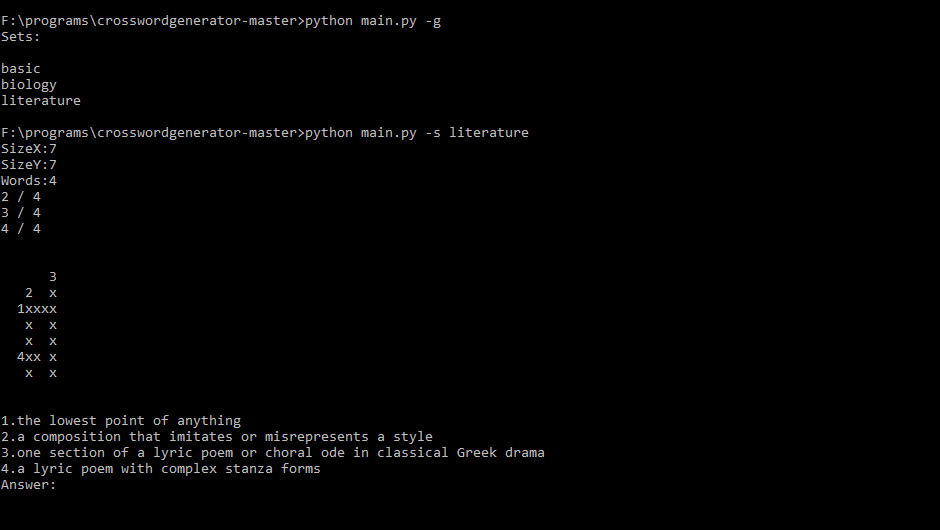 F:\programs\crosswordgenerator-master>python main.py -g
Sets:

basic
biology
literature

F:\programs\crosswordgenerator-master>python main.py -s literature
SizeX:7
SizeY:7
Words:4
2 / 4
3 / 4
4 / 4


      3
   2  x
  1xxxx
   x  x
   x  x
  4xx x
   x  x


1.the lowest point of anything
2.a composition that imitates or misrepresents a style
3.one section of a lyric poem or choral ode in classical Greek drama
4.a lyric poem with complex stanza forms
Answer: